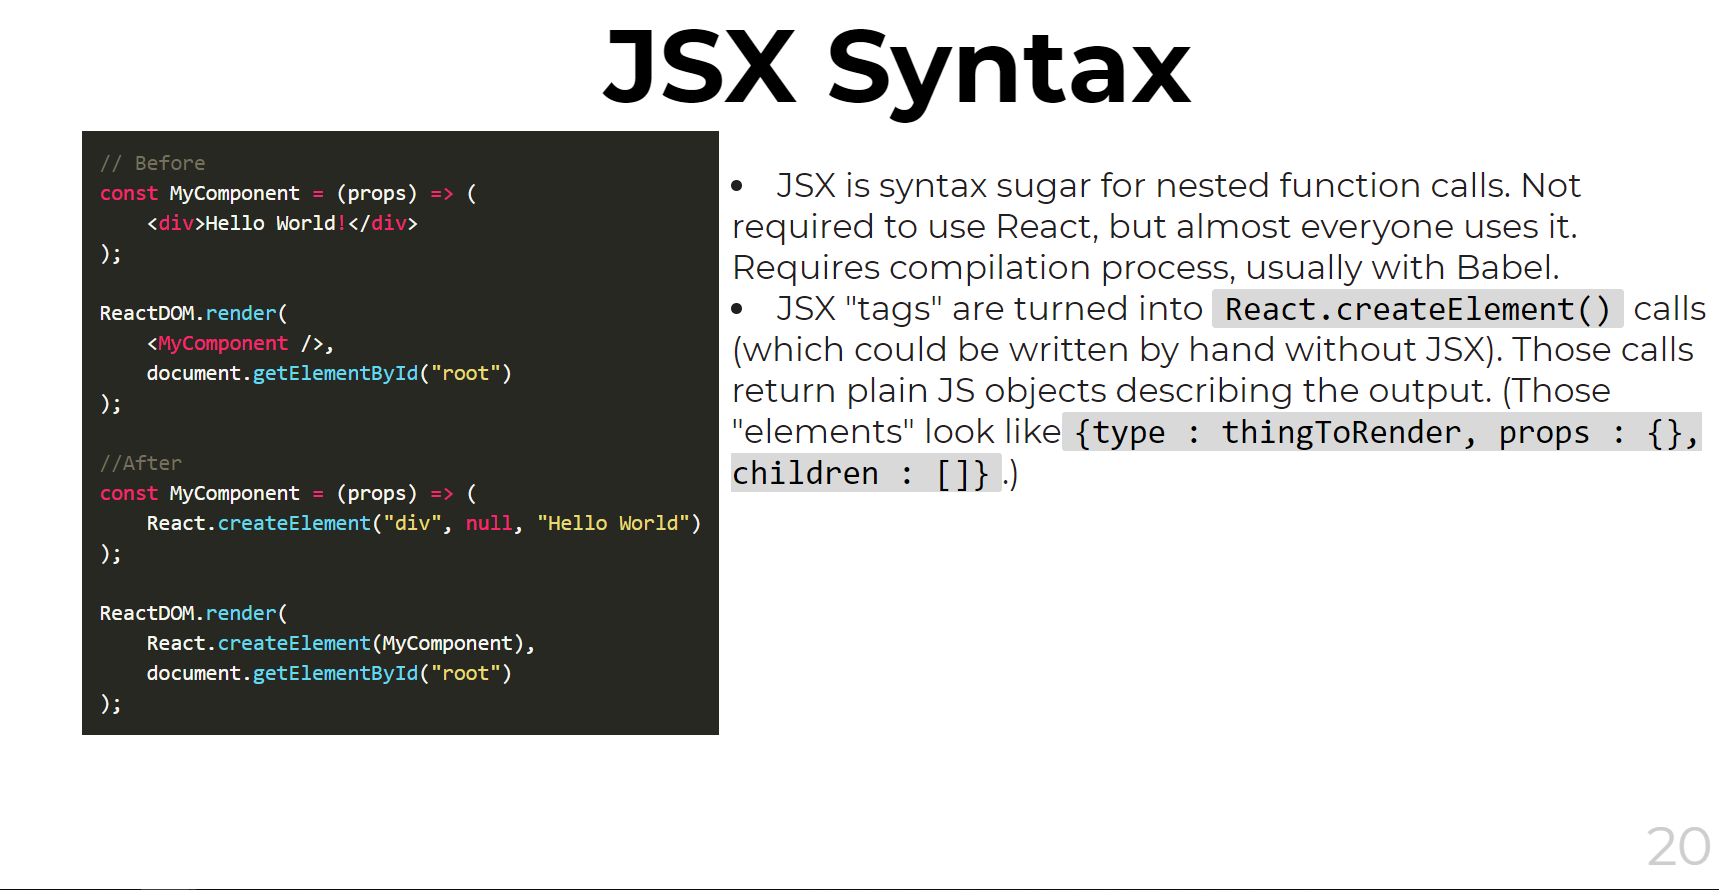 JSX Syntax
// Before
const MyComponent = (props) => (
    <div>Hello World!</div>
);
ReactDOM.render(
    <MyComponent />,
    document.getElementById("root")
);
//After
const MyComponent = (props) => (
    React.createElement("div", null, "Hello World")
);
ReactDOM.render(
    React.createElement(MyComponent),
    document.getElementById("root")
);
• JSX is syntax sugar for nested function calls. Not
required to use React, but almost everyone uses it.
Requires compilation process, usually with Babel.
• JSX "tags" are turned into React.createElement() calls
(which could be written by hand without JSX). Those calls
return plain JS objects describing the output. (Those
"elements" look like {type : thingToRender, props : {},
children : []} .)
20